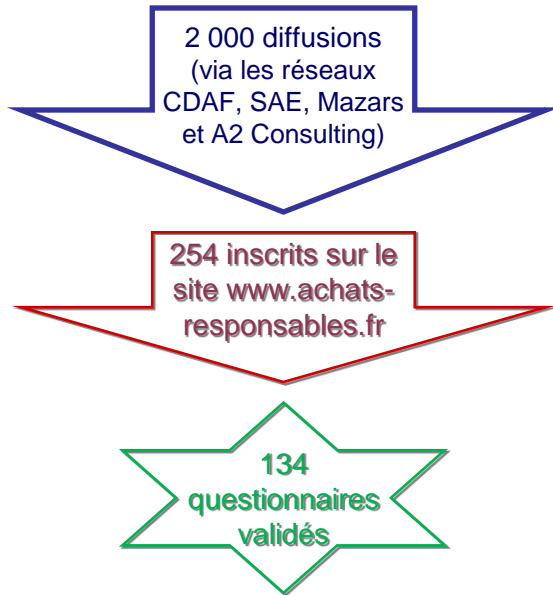 2 000 diffusions
(via les réseaux
CDAF, SAE, Mazars
et A2 Consulting)
254 inscrits sur le
site www.achats-
responsables.fr
134
questionnaires
validés